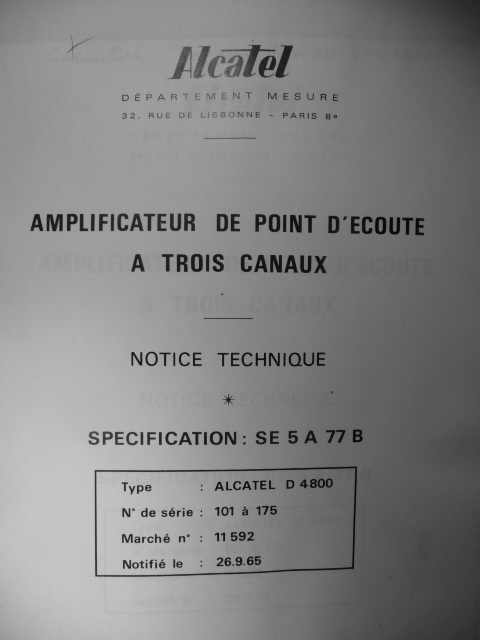 Alcatel
DÉPARTEMENT MESURE
32, RUE DE LISBONNE - PARIS 8e
AMPLIFICATEUR DE POINT D'ECOUTE
A TROIS CANAUX
NOTICE TECHNIQUE
*
SPECIFICATION : SE 5 A 77 B
Type : ALCATEL D 4800
N° de série : 101 à 175
Marché n° : 11 592
Notifié le : 26.9.65